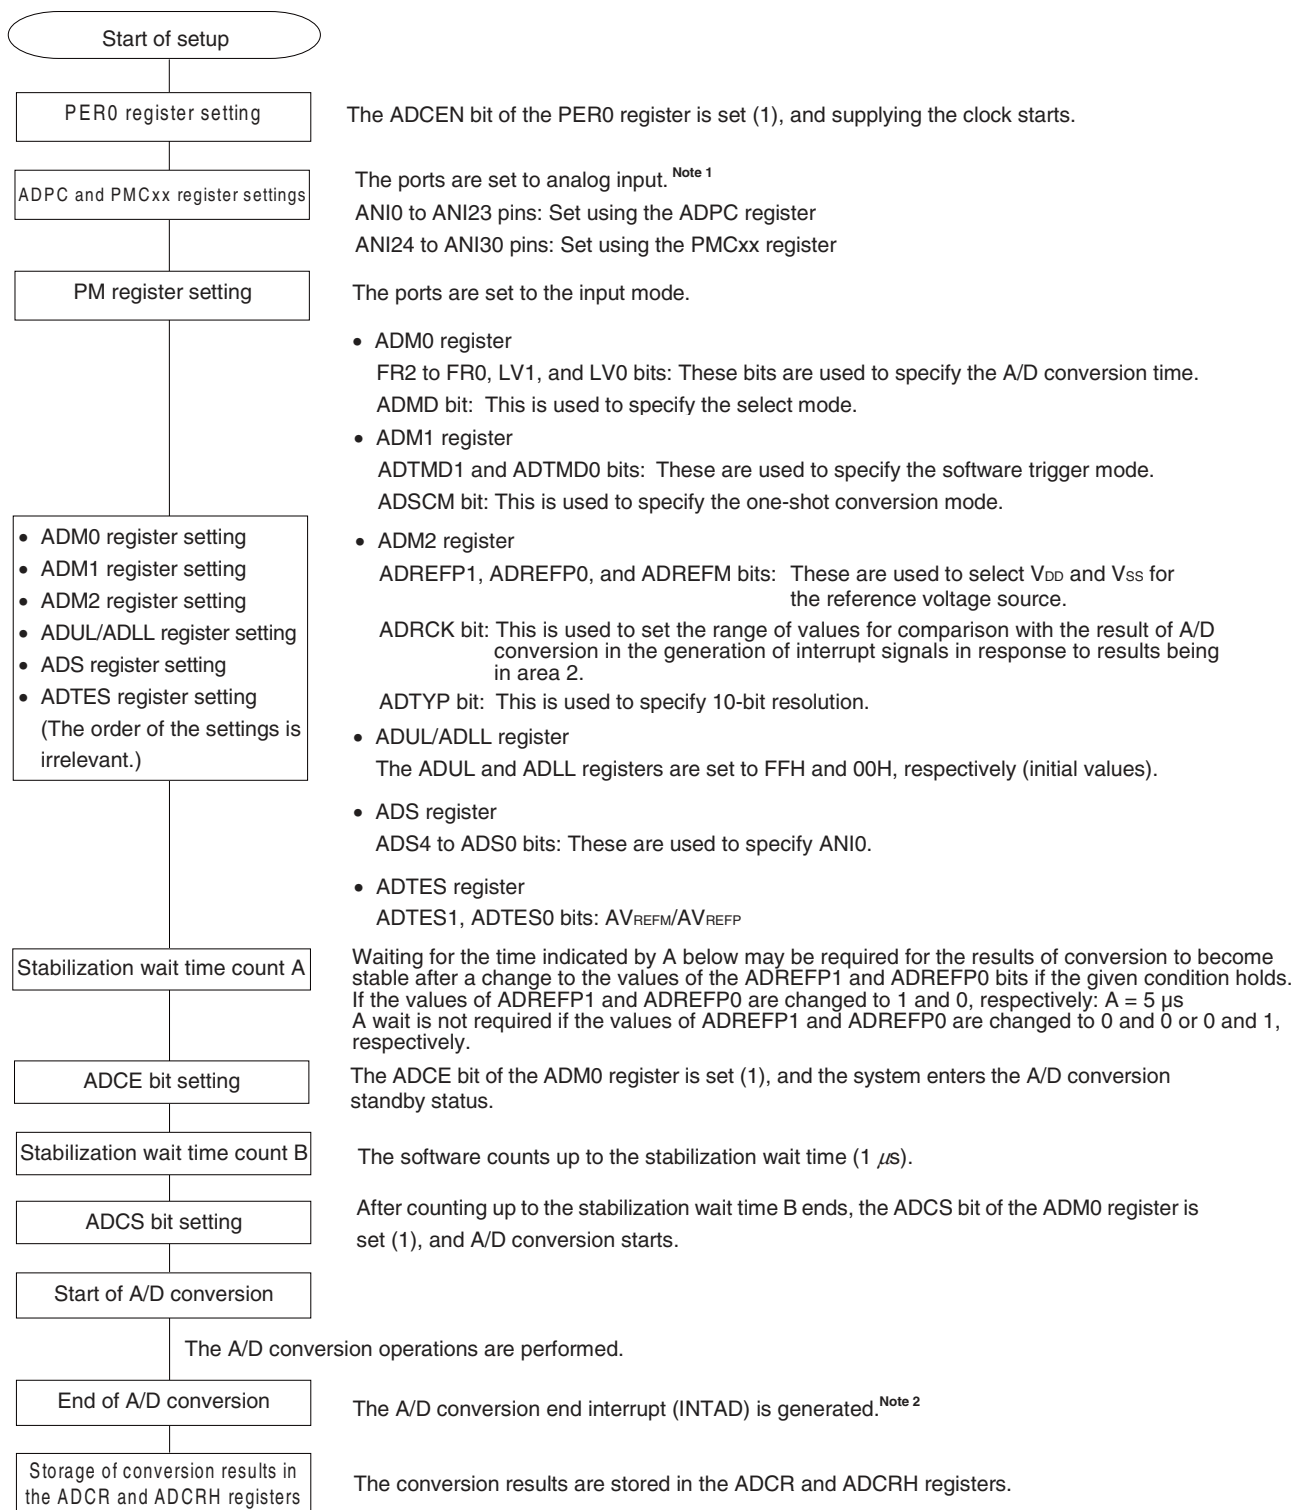 Start of setup
PER0 register setting
The ADCEN bit of the PER0 register is set (1), and supplying the clock starts.
ADPC and PMCxx register settings
The ports are set to analog input. Note 1
ANI0 to ANI23 pins: Set using the ADPC register
ANI24 to ANI30 pins: Set using the PMCxx register
PM register setting
The ports are set to the input mode.
• ADM0 register setting
• ADM1 register setting
• ADM2 register setting
• ADUL/ADLL register setting
• ADS register setting
• ADTES register setting
(The order of the settings is
irrelevant.)
• ADM0 register
FR2 to FR0, LV1, and LV0 bits: These bits are used to specify the A/D conversion time.
ADMD bit: This is used to specify the select mode.
• ADM1 register
ADTMD1 and ADTMD0 bits: These are used to specify the software trigger mode.
ADSCM bit: This is used to specify the one-shot conversion mode.
• ADM2 register
ADREFP1, ADREFP0, and ADREFM bits: These are used to select VDD and VSS for
the reference voltage source.
ADRCK bit: This is used to set the range of values for comparison with the result of A/D
conversion in the generation of interrupt signals in response to results being
in area 2.
ADTYP bit: This is used to specify 10-bit resolution.
• ADUL/ADLL register
The ADUL and ADLL registers are set to FFH and 00H, respectively (initial values).
• ADS register
ADS4 to ADS0 bits: These are used to specify ANI0.
• ADTES register
ADTES1, ADTES0 bits: AVREFM/AVREFP
Stabilization wait time count A
Waiting for the time indicated by A below may be required for the results of conversion to become
stable after a change to the values of the ADREFP1 and ADREFP0 bits if the given condition holds.
If the values of ADREFP1 and ADREFP0 are changed to 1 and 0, respectively: A = 5 µs
A wait is not required if the values of ADREFP1 and ADREFP0 are changed to 0 and 0 or 0 and 1,
respectively.
ADCE bit setting
The ADCE bit of the ADM0 register is set (1), and the system enters the A/D conversion
standby status.
Stabilization wait time count B
The software counts up to the stabilization wait time (1 µs).
ADCS bit setting
After counting up to the stabilization wait time B ends, the ADCS bit of the ADM0 register is
set (1), and A/D conversion starts.
Start of A/D conversion
The A/D conversion operations are performed.
End of A/D conversion
The A/D conversion end interrupt (INTAD) is generated. Note 2
Storage of conversion results in
the ADCR and ADCRH registers
The conversion results are stored in the ADCR and ADCRH registers.